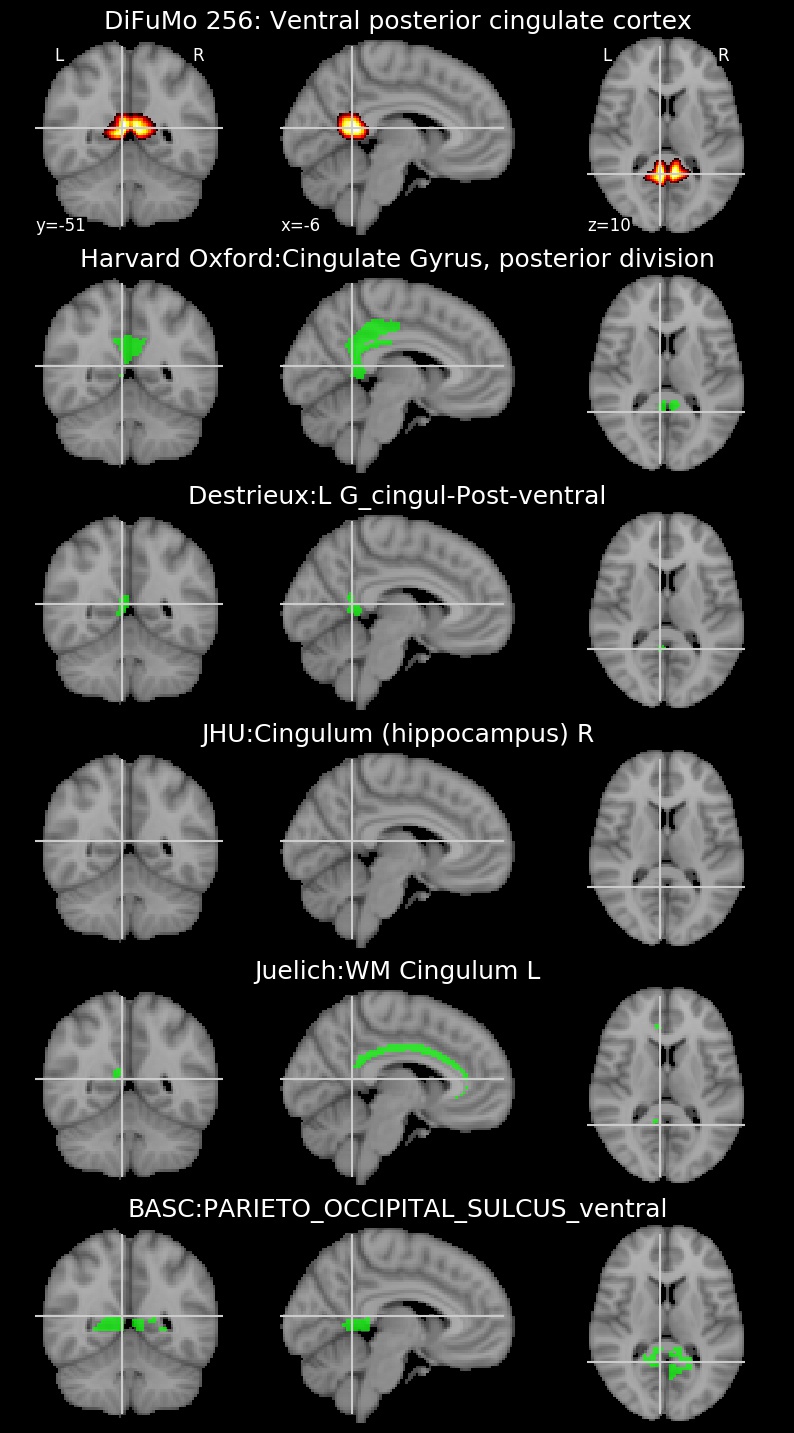 DiFuMo 256: Ventral posterior cingulate cortex
L R L R
y=-51 x=-6 z=10
Harvard Oxford:Cingulate Gyrus, posterior division
Destrieux:L G_cingul-Post-ventral
JHU:Cingulum (hippocampus) R
Juelich:WM Cingulum L
BASC:PARIETO_OCCIPITAL_SULCUS_ventral